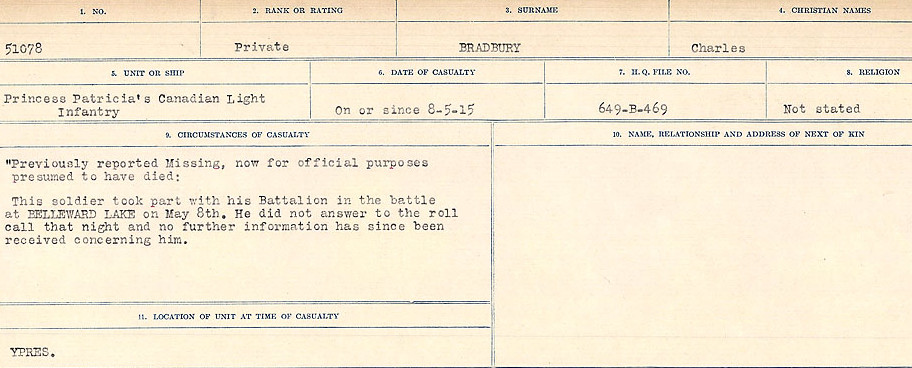 1. NO.
2. RANK OR RATING
3. SURNAME
4. CHRISTIAN NAMES
51078
Private
BRADBURY
Charles
5. UNIT OR SHIP
6. DATE OF CASUALTY
7. H.Q. FILE NO.
8. RELIGION
Princess Patricia's Canadian Light
Infantry
On or since 8-5-15
649-B-469
Not stated
9. CIRCUMSTANCES OF CASUALTY
"Previously reported Missing, now for official purposes
presumed to have died:
This soldier took part with his Battalion in the battle
at BELLEWARD LAKE on May 8th. He did not answer to the roll
call that night and no further information has since been
received concerning him.
10. NAME, RELATIONSHIP AND ADDRESS OF NEXT OF KIN
11. LOCATION OF UNIT AT TIME OF CASUALTY
YPRES.